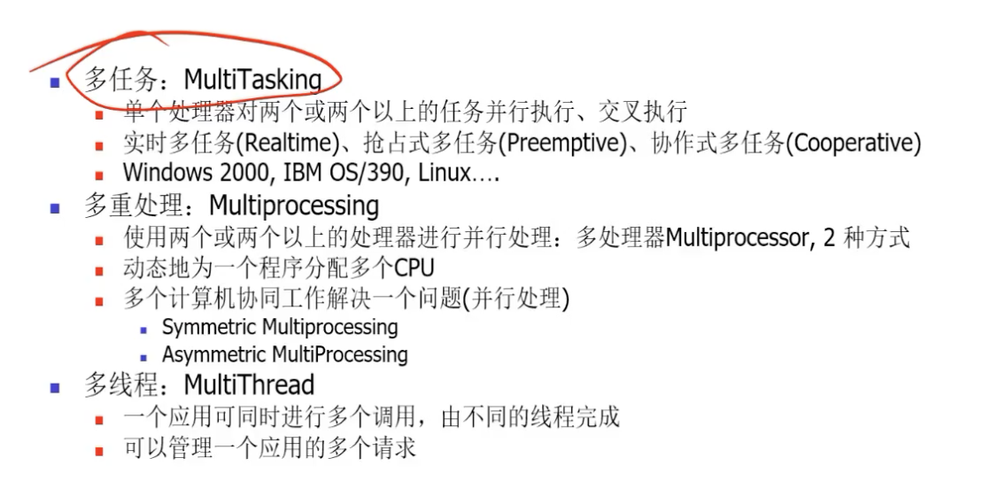 多任务：MultiTasking
单个处理器对两个或两个以上的任务并行执行、交叉执行
实时多任务(Realtime)、抢占式多任务(Preemptive)、协作式多任务(Cooperative)
Windows 2000, IBM OS/390, Linux….
多重处理：Multiprocessing
使用两个或两个以上的处理器进行并行处理：多处理器Multiprocessor, 2 种方式
动态地为一个程序分配多个CPU
多个计算机协同工作解决一个问题(并行处理)
Symmetric Multiprocessing
Asymmetric MultiProcessing
多线程：MultiThread
一个应用可同时进行多个调用，由不同的线程完成
可以管理一个应用的多个请求